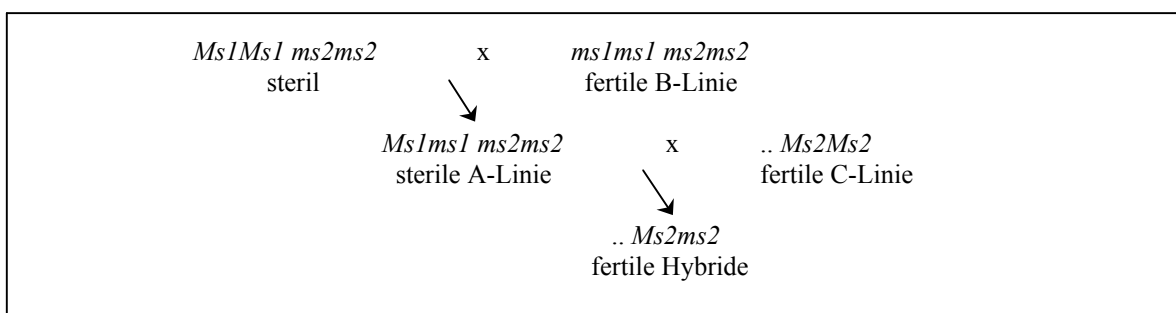 Ms1Ms1 ms2ms2 x ms1ms1 ms2ms2
steril fertile B-Linie
Ms1ms1 ms2ms2 x .. Ms2Ms2
sterile A-Linie fertile C-Linie
.. Ms2ms2
fertile Hybride